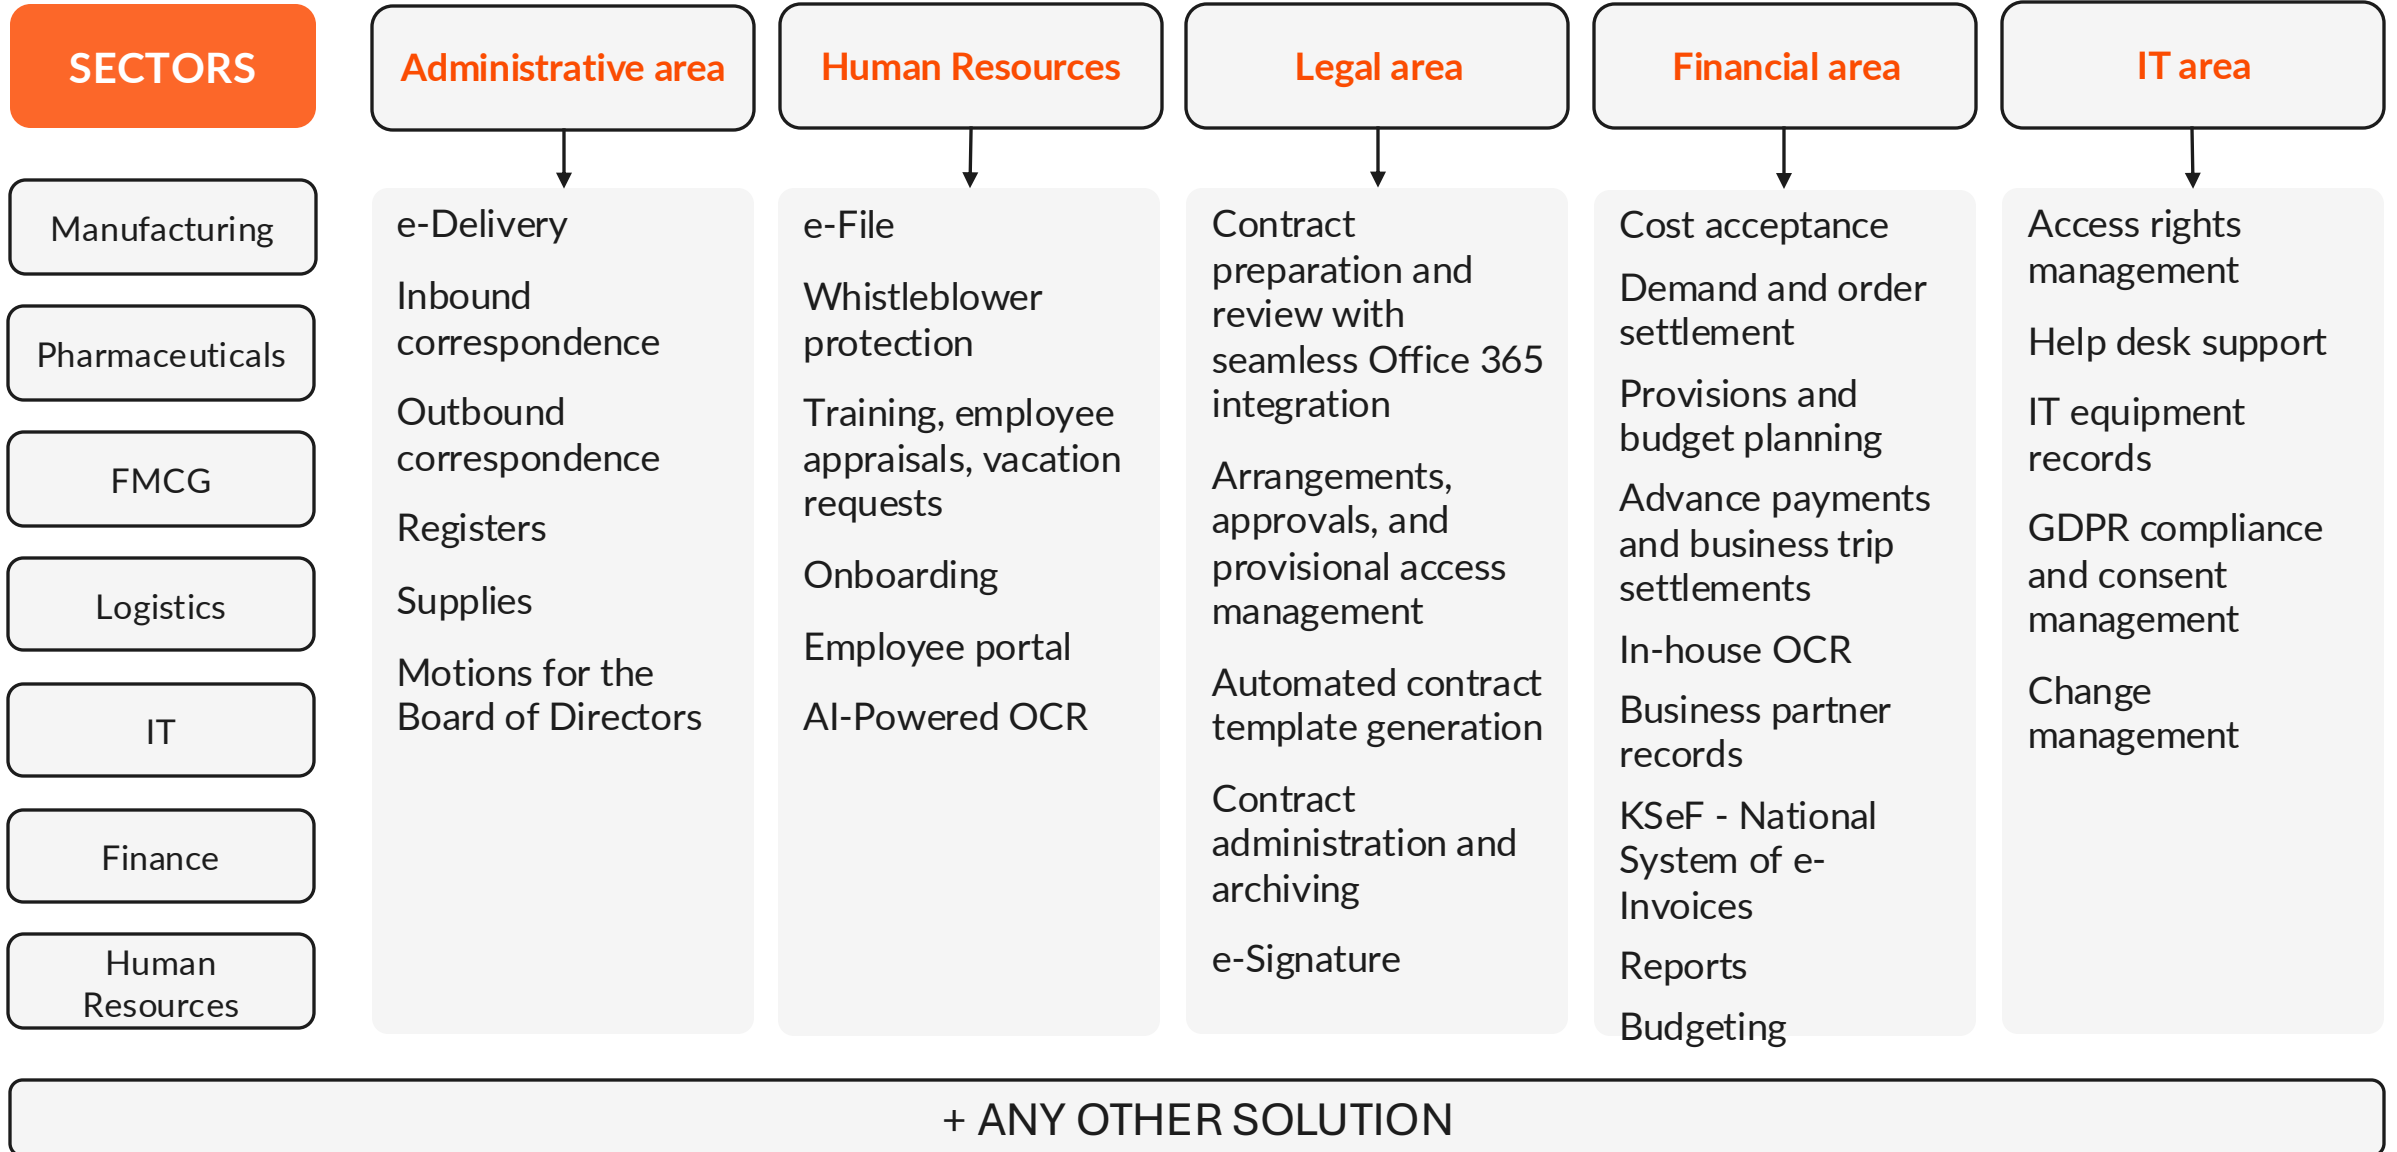 SECTORS
Manufacturing
Pharmaceuticals
FMCG
Logistics
IT
Finance
Human
Resources
Administrative area
e-Delivery
Inbound
correspondence
Outbound
correspondence
Registers
Supplies
Motions for the
Board of Directors
Human Resources
e-File
Whistleblower
protection
Training, employee
appraisals, vacation
requests
Onboarding
Employee portal
AI-Powered OCR
Legal area
Contract
preparation and
review with
seamless Office 365
integration
Arrangements,
approvals, and
provisional access
management
Automated contract
template generation
Contract
administration and
archiving
e-Signature
Financial area
Cost acceptance
Demand and order
settlement
Provisions and
budget planning
Advance payments
and business trip
settlements
In-house OCR
Business partner
records
KSeF - National
System of e-
Invoices
Reports
Budgeting
IT area
Access rights
management
Help desk support
IT equipment
records
GDPR compliance
and consent
management
Change
management
+ ANY OTHER SOLUTION